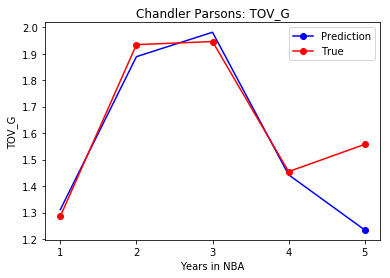 Chandler Parsons: TOV_G
Prediction
True
2.0
1.9
1.8
1.7
1.6
1.5
1.4
1.3
1.2
TOV_G
1 2 3 4 5
Years in NBA